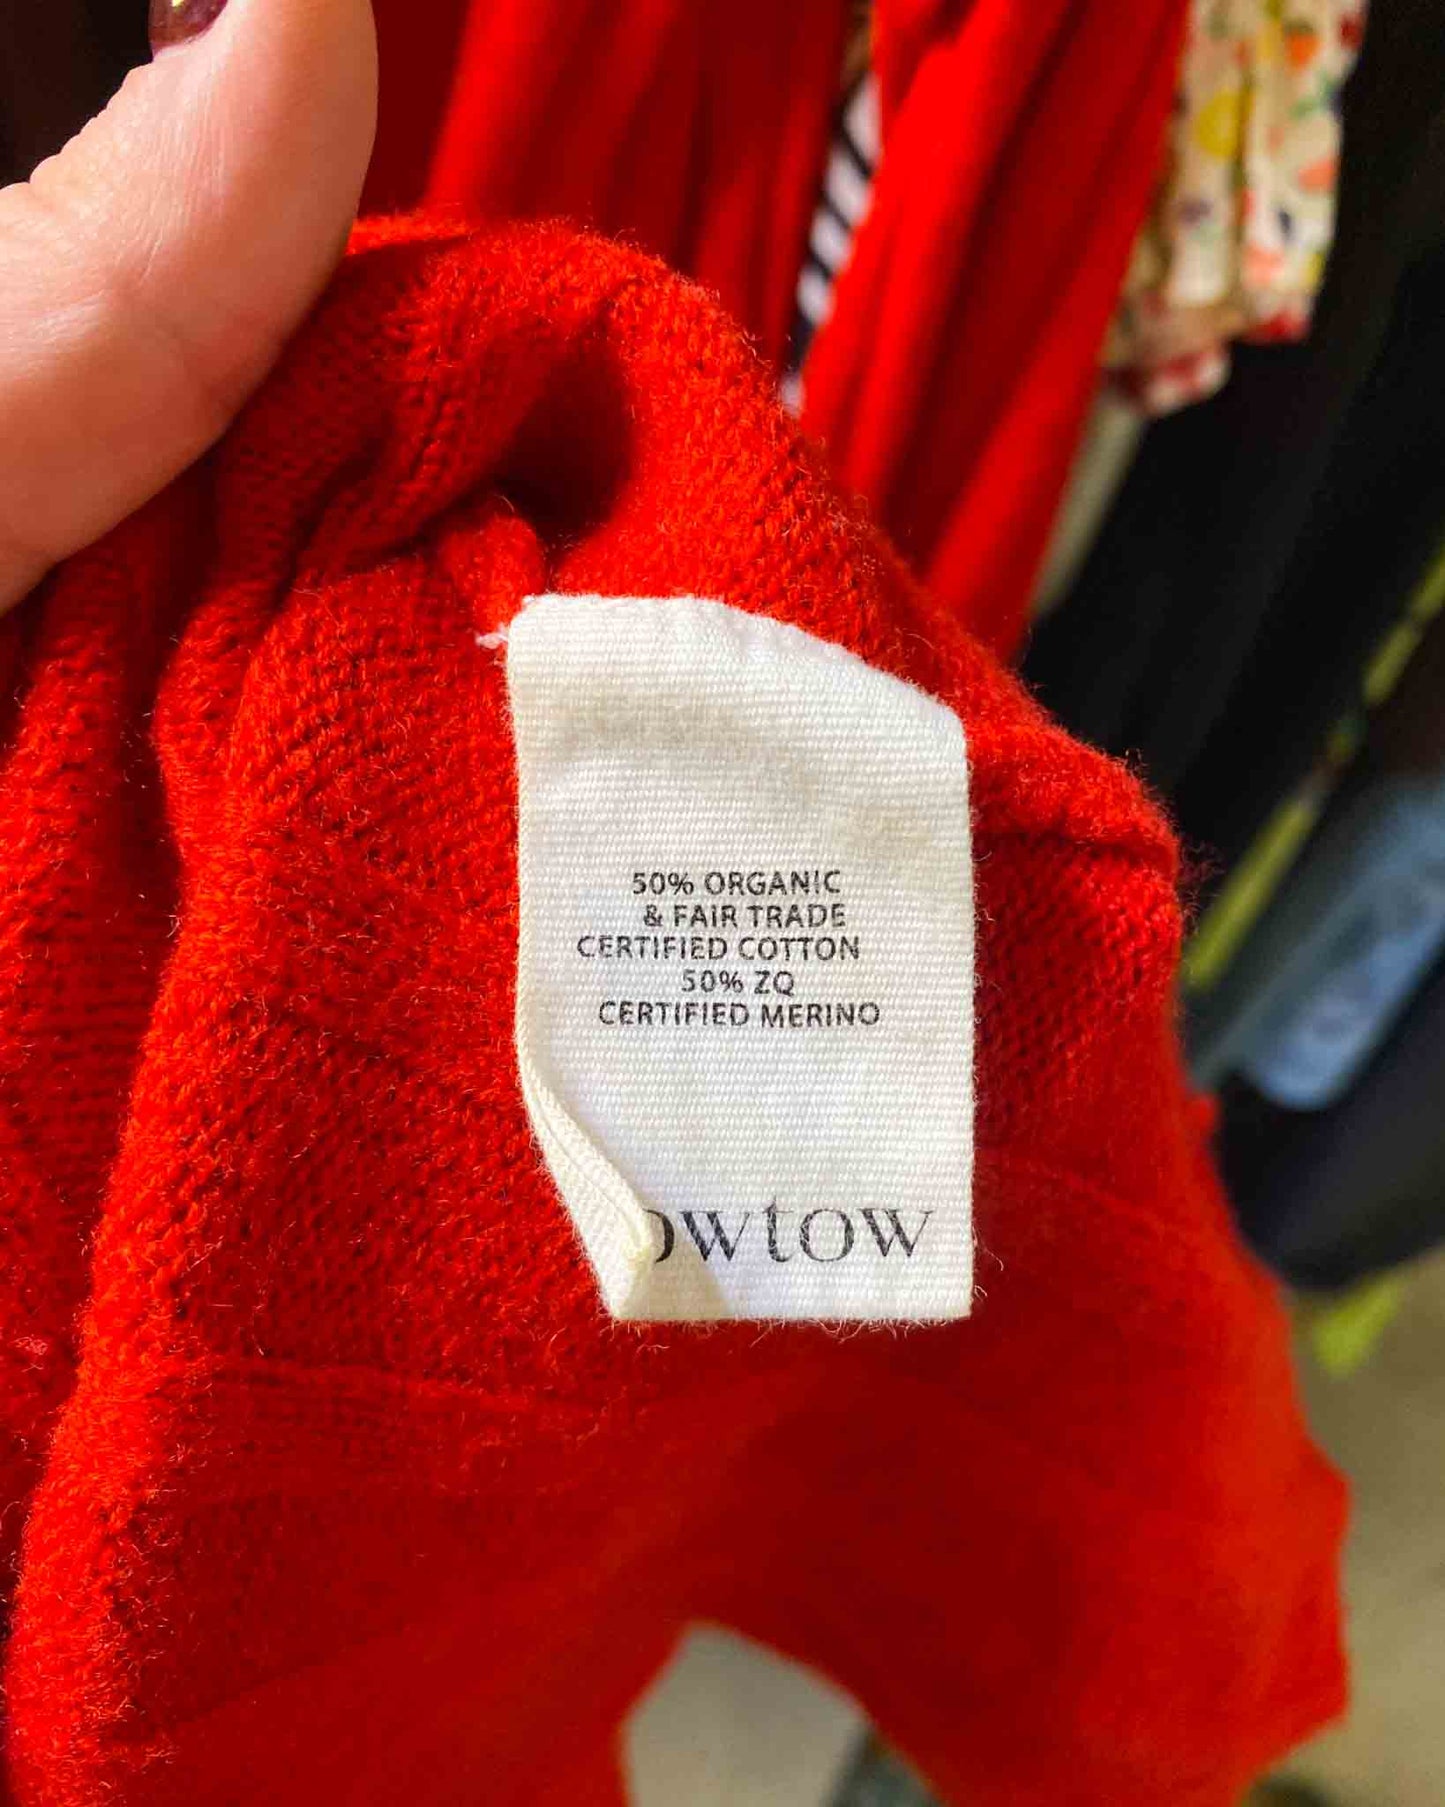 50% ORGANIC
& FAIR TRADE
CERTIFIED COTTON
50% ZQ
CERTIFIED MERINO
owtow